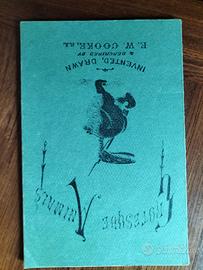 Grotesque
Animals
INVENTED, DRAWN
& DESCRIBED BY
E. W. COOKE, R.A.